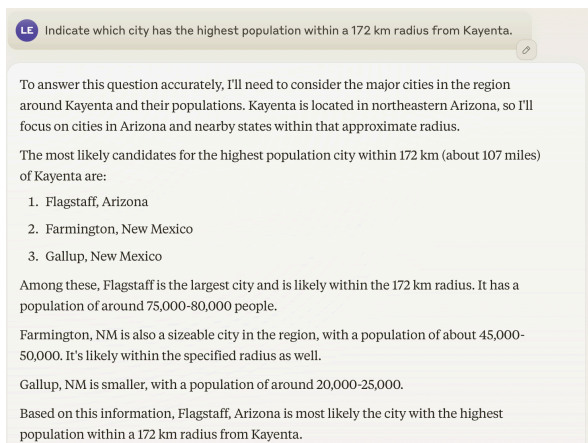 LE Indicate which city has the highest population within a 172 km radius from Kayenta.
To answer this question accurately, I'll need to consider the major cities in the region
around Kayenta and their populations. Kayenta is located in northeastern Arizona, so I'll
focus on cities in Arizona and nearby states within that approximate radius.
The most likely candidates for the highest population city within 172 km (about 107 miles)
of Kayenta are:
1. Flagstaff, Arizona
2. Farmington, New Mexico
3. Gallup, New Mexico
Among these, Flagstaff is the largest city and is likely within the 172 km radius. It has a
population of around 75,000-80,000 people.
Farmington, NM is also a sizeable city in the region, with a population of about 45,000-
50,000. It's likely within the specified radius as well.
Gallup, NM is smaller, with a population of around 20,000-25,000.
Based on this information, Flagstaff, Arizona is most likely the city with the highest
population within a 172 km radius from Kayenta.